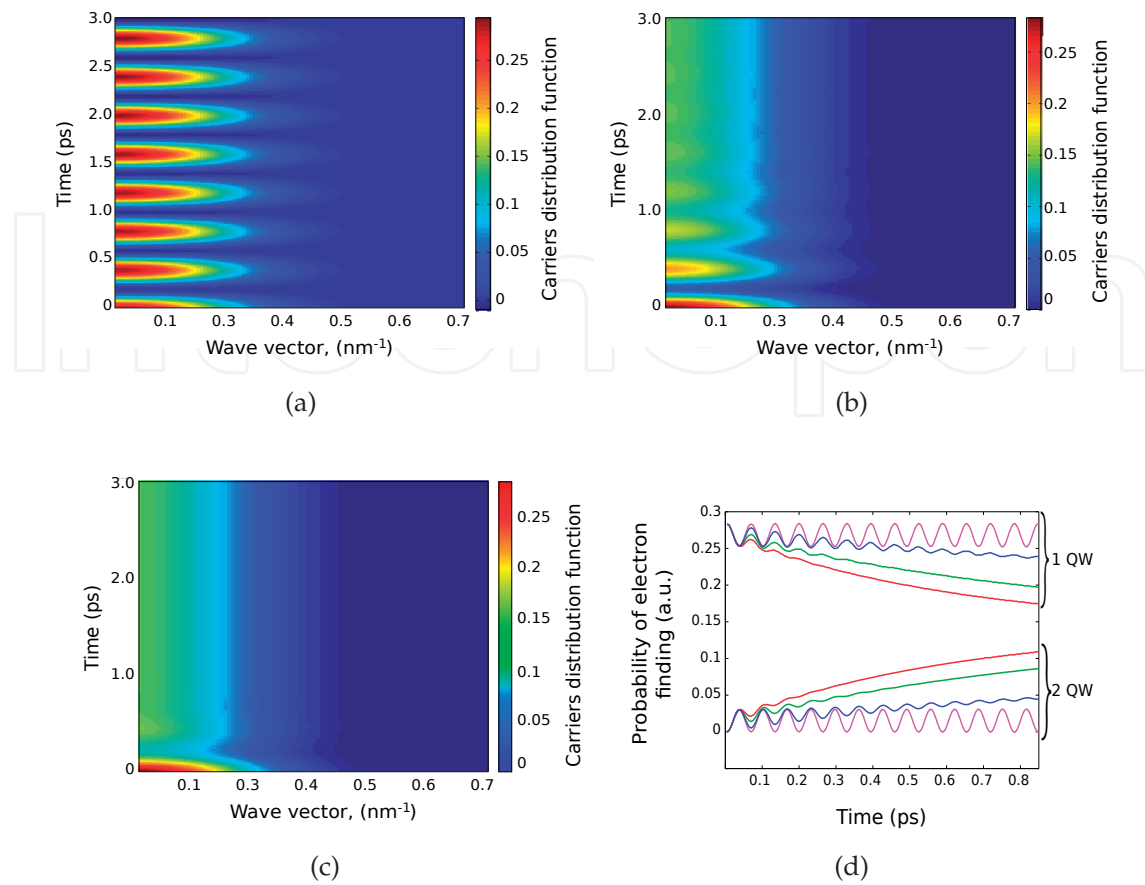 3.0
2.5
2.0
1.5
1.0
0.5
0
Time (ps)
0.1 0.2 0.3 0.4 0.5 0.6 0.7
Wave vector, (nm⁻¹)
0.25
0.2
0.15
0.1
0.05
0
Carriers distribution function
(a)
3.0
2.0
1.0
0
Time (ps)
0.1 0.2 0.3 0.4 0.5 0.6 0.7
Wave vector, (nm⁻¹)
0.25
0.2
0.15
0.1
0.05
0
Carriers distribution function
(b)
3.0
2.0
1.0
0
Time (ps)
0.1 0.2 0.3 0.4 0.5 0.6 0.7
Wave vector, (nm⁻¹)
0.25
0.2
0.15
0.1
0.05
0
Carriers distribution function
(c)
0.3
0.25
0.2
0.15
0.1
0.05
0
Probability of electron
finding (a.u.)
0.1 0.2 0.3 0.4 0.5 0.6 0.7 0.8
Time (ps)
1 QW
2 QW
(d)